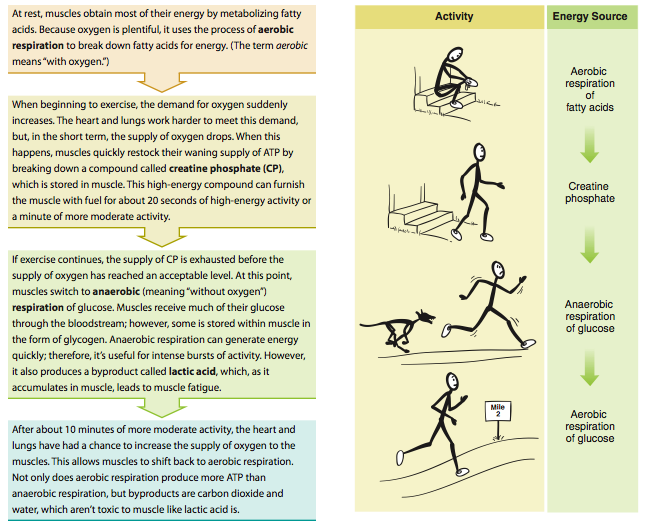 At rest, muscles obtain most of their energy by metabolizing fatty
acids. Because oxygen is plentiful, it uses the process of aerobic
respiration to break down fatty acids for energy. (The term aerobic
means “with oxygen.”)
When beginning to exercise, the demand for oxygen suddenly
increases. The heart and lungs work harder to meet this demand,
but, in the short term, the supply of oxygen drops. When this
happens, muscles quickly restock their waning supply of ATP by
breaking down a compound called creatine phosphate (CP),
which is stored in muscle. This high-energy compound can furnish
the muscle with fuel for about 20 seconds of high-energy activity or
a minute of more moderate activity.
If exercise continues, the supply of CP is exhausted before the
supply of oxygen has reached an acceptable level. At this point,
muscles switch to anaerobic (meaning “without oxygen”)
respiration of glucose. Muscles receive much of their glucose
through the bloodstream; however, some is stored within muscle in
the form of glycogen. Anaerobic respiration can generate energy
quickly; therefore, it’s useful for intense bursts of activity. However,
it also produces a byproduct called lactic acid, which, as it
accumulates in muscle, leads to muscle fatigue.
After about 10 minutes of more moderate activity, the heart and
lungs have had a chance to increase the supply of oxygen to the
muscles. This allows muscles to shift back to aerobic respiration.
Not only does aerobic respiration produce more ATP than
anaerobic respiration, but byproducts are carbon dioxide and
water, which aren’t toxic to muscle like lactic acid is.
Activity
Energy Source
Aerobic
respiration
of
fatty acids
Creatine
phosphate
Anaerobic
respiration
of glucose
Mile
2
Aerobic
respiration
of glucose